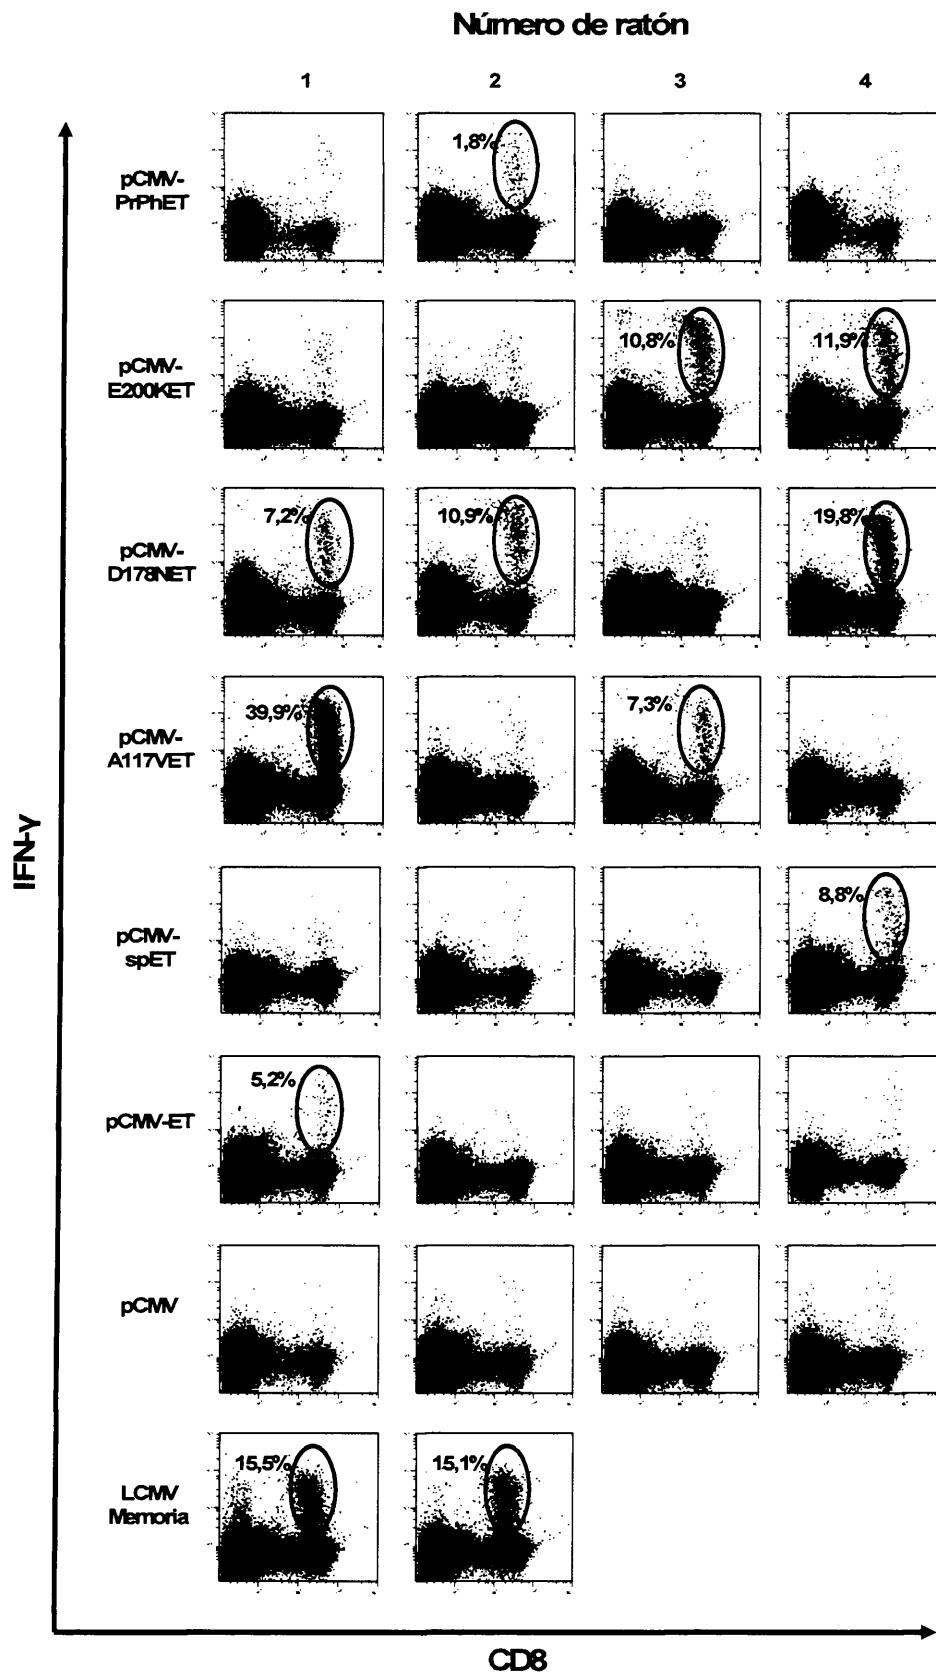 Número de ratón
1 2 3 4
pCMV-
PrPhET
1,8%
pCMV-
E200KET
10,8% 11,9%
pCMV-
D178NET
7,2% 10,9% 19,8%
pCMV-
A117VET
39,9% 7,3%
pCMV-
spET
8,8%
pCMV-ET
5,2%
pCMV
LCMV
Memoria
15,5% 15,1%
IFN-γ
CD8